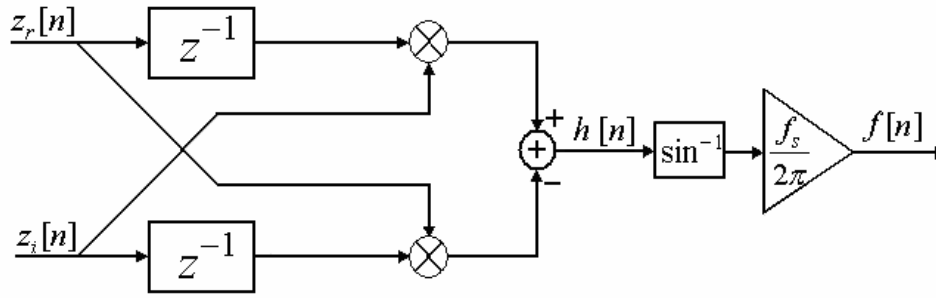 z_r[n]
z^{-1}
+
h[n]
sin^{-1}
f_s/2π
f[n]
+
−
z_i[n]
z^{-1}